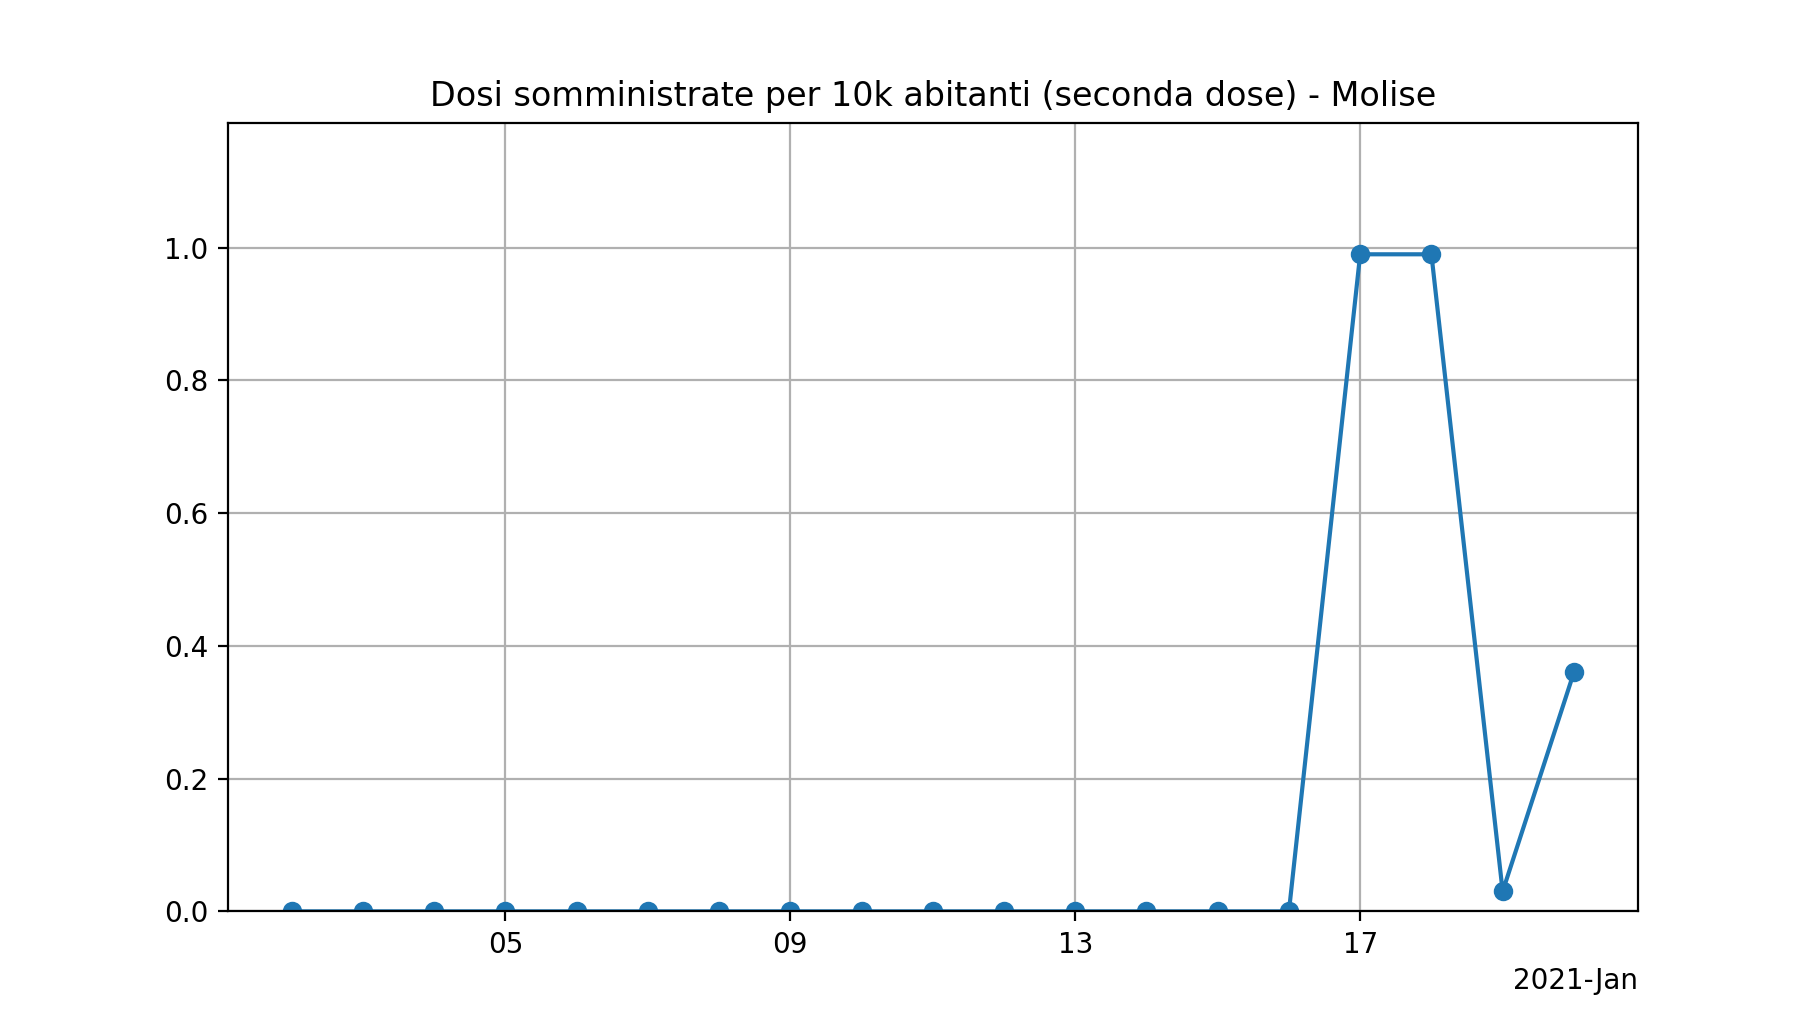 Dosi somministrate per 10k abitanti (seconda dose) - Molise
1.0
0.8
0.6
0.4
0.2
0.0
05 09 13 17
2021-Jan